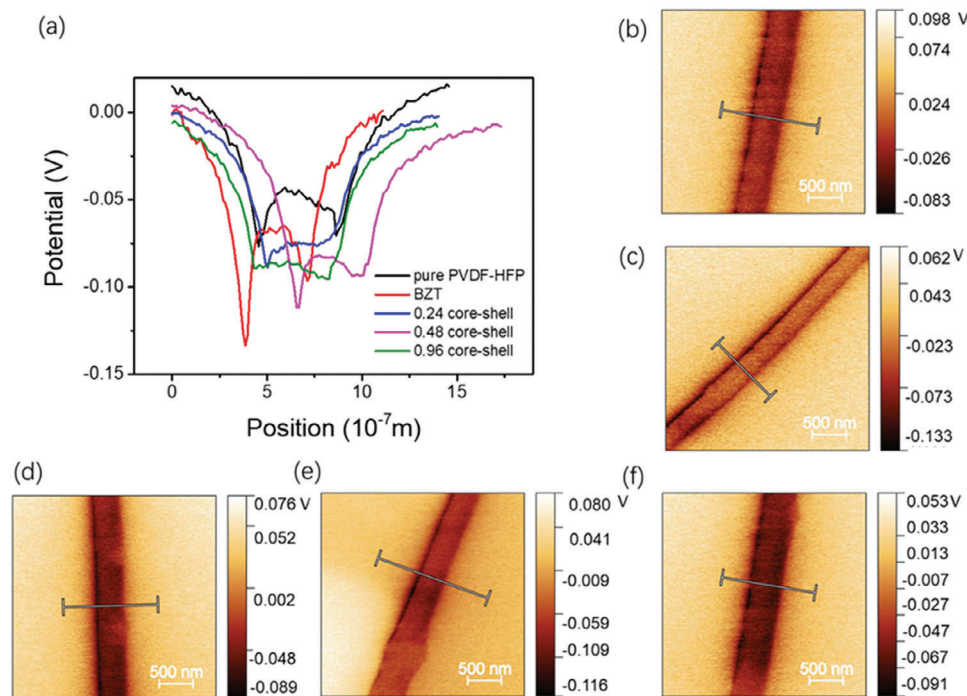 (a)
0.00
-0.05
-0.10
-0.15
Potential (V)
pure PVDF-HFP
BZT
0.24 core-shell
0.48 core-shell
0.96 core-shell
0 5 10 15
Position (10⁻⁷m)
(b)
500 nm
0.098 V
0.074
0.024
-0.026
-0.083
(c)
500 nm
0.062 V
0.043
-0.023
-0.073
-0.133
(d)
500 nm
0.076 V
0.052
0.002
-0.048
-0.089
(e)
500 nm
0.080 V
0.041
-0.009
-0.059
-0.109
-0.116
(f)
500 nm
0.053 V
0.033
0.013
-0.007
-0.027
-0.047
-0.067
-0.091